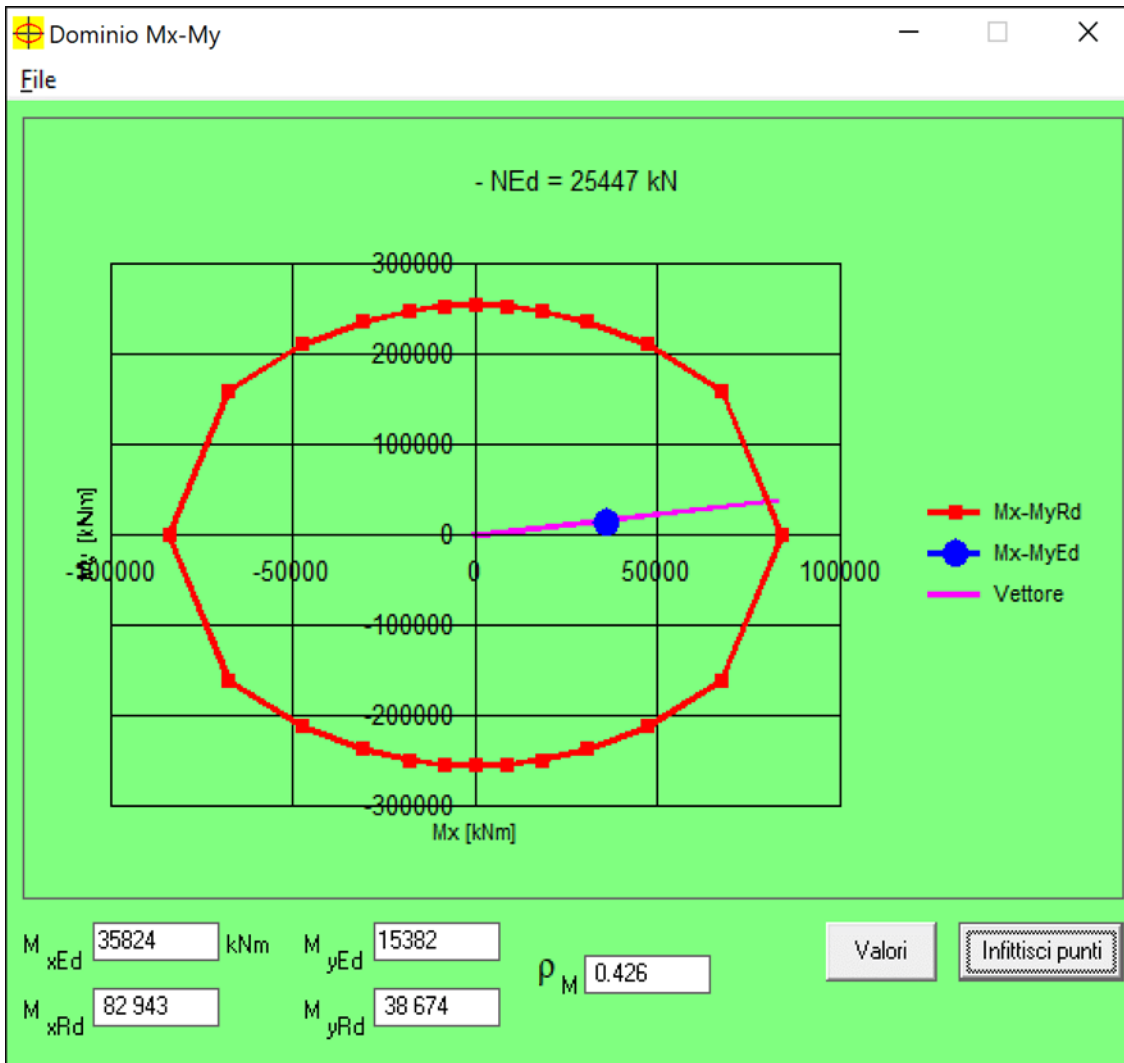 Dominio Mx-My
File
- NEd = 25447 kN
300000
200000
100000
0
-100000 -50000 0 50000 100000
-100000
-200000
-300000
Mx [kNm]
[kNm]
Mx-MyRd
Mx-MyEd
Vettore
M xEd 35824 kNm M yEd 15382
ρ M 0.426
Valori Infittisci punti
M xRd 82 943 M yRd 38 674